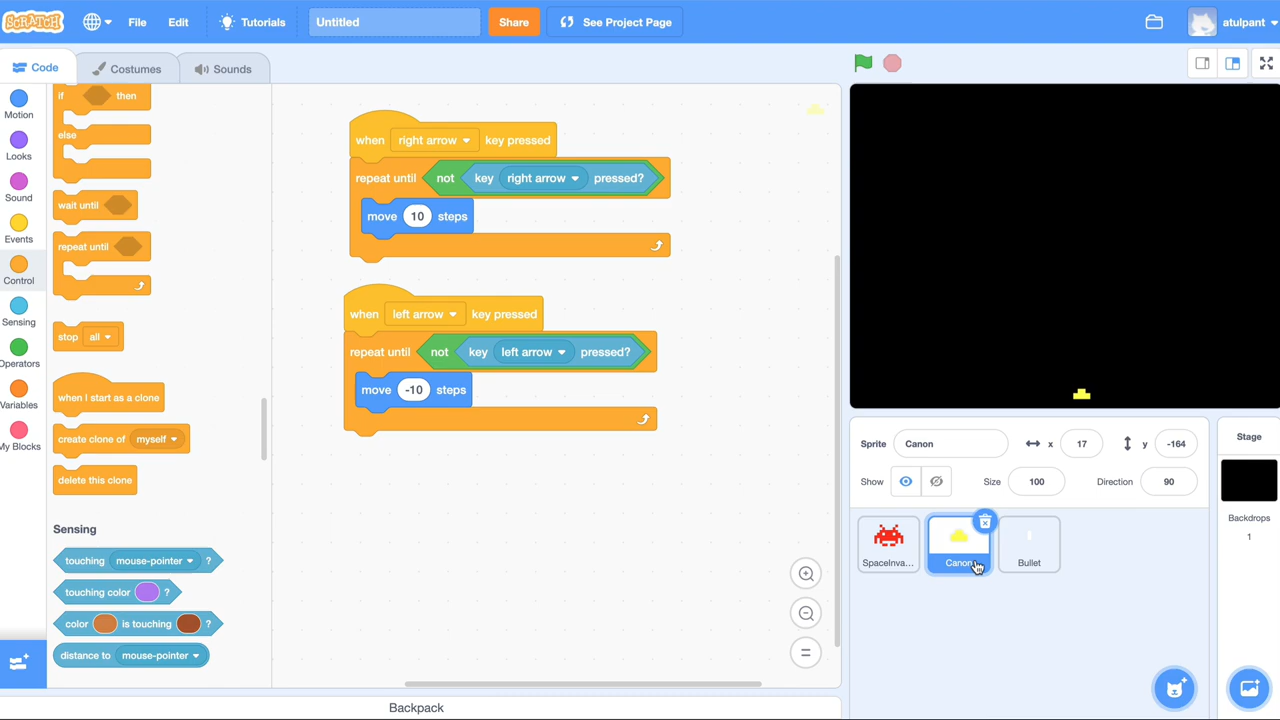 SCRATCH
File
Edit
Tutorials
Untitled
Share
See Project Page
atulpant
Code
Costumes
Sounds
Motion
Looks
Sound
Events
Control
Sensing
Operators
Variables
My Blocks
if then
else
wait until
repeat until
stop all
when I start as a clone
create clone of myself
delete this clone
Sensing
touching mouse-pointer ?
touching color ?
color is touching ?
distance to mouse-pointer
when right arrow key pressed
repeat until not key right arrow pressed?
move 10 steps
when left arrow key pressed
repeat until not key left arrow pressed?
move -10 steps
Backpack
Sprite Canon x 17 y -164
Show Size 100 Direction 90
SpaceInva...
Canon
Bullet
Stage
Backdrops
1